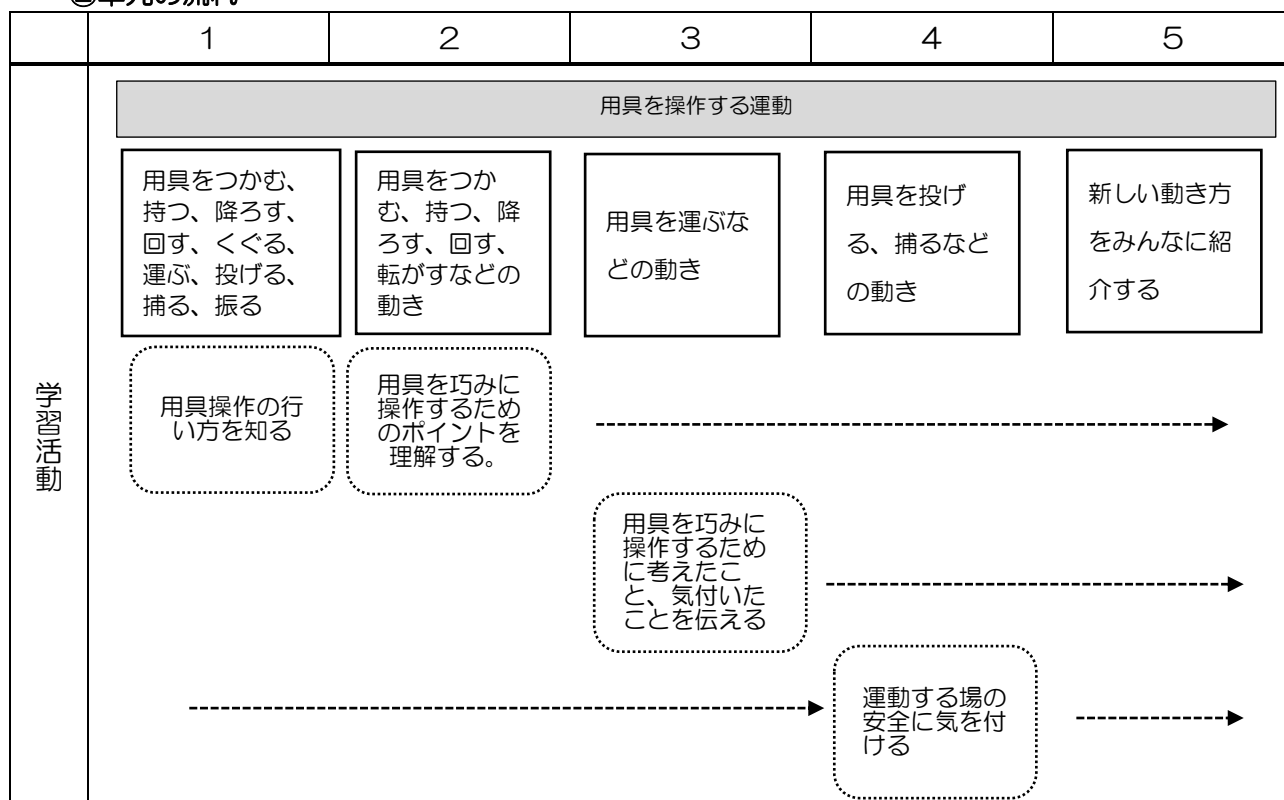 単元の流れ
1
2
3
4
5
用具を操作する運動
用具をつかむ、
持つ、降ろす、
回す、くぐる、
運ぶ、投げる、
捕る、振る
用具をつか
む、持つ、降
ろす、回す、
転がすなどの
動き
用具を運ぶな
どの動き
用具を投げ
る、捕るなど
の動き
新しい動き方
をみんなに紹
介する
学習活動
用具操作の行
い方を知る
用具を巧みに
操作するため
のポイントを
理解する。
用具を巧みに
操作するため
に考えたこ
と、気付いた
ことを伝える
運動する場の
安全に気を付
ける